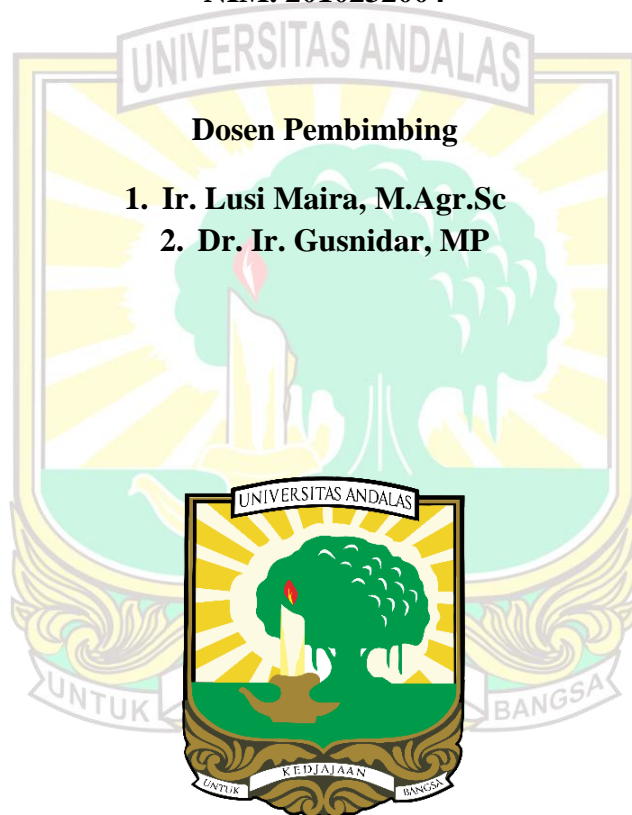 UNIVERSITAS ANDALAS
Dosen Pembimbing
1. Ir. Lusi Maira, M.Agr.Sc
2. Dr. Ir. Gusnidar, MP
UNIVERSITAS ANDALAS
UNTUK
BANGSA
UNTUK
KEDJAJAAN
BANGSA